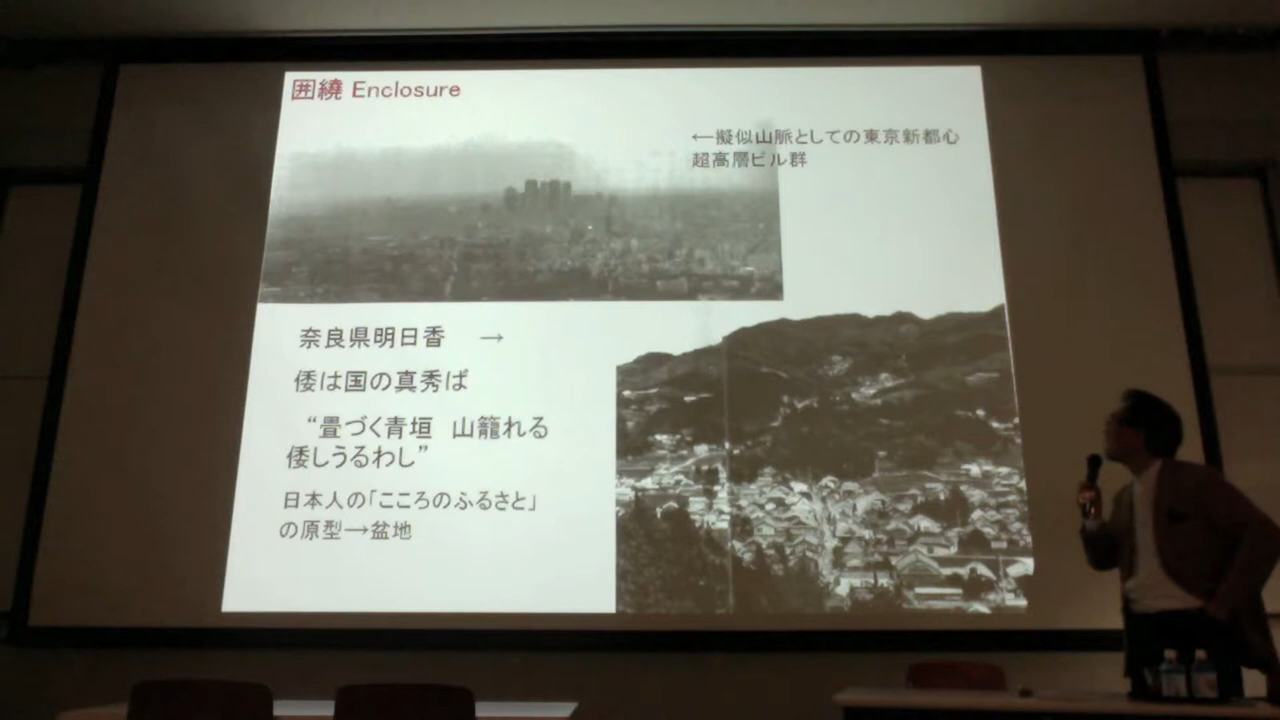 囲繞 Enclosure
←擬似山脈としての東京新都心
超高層ビル群
奈良県明日香　→
倭は国の真秀ば
“畳づく青垣　山籠れる
倭しうるわし”
日本人の「こころのふるさと」
の原型→盆地